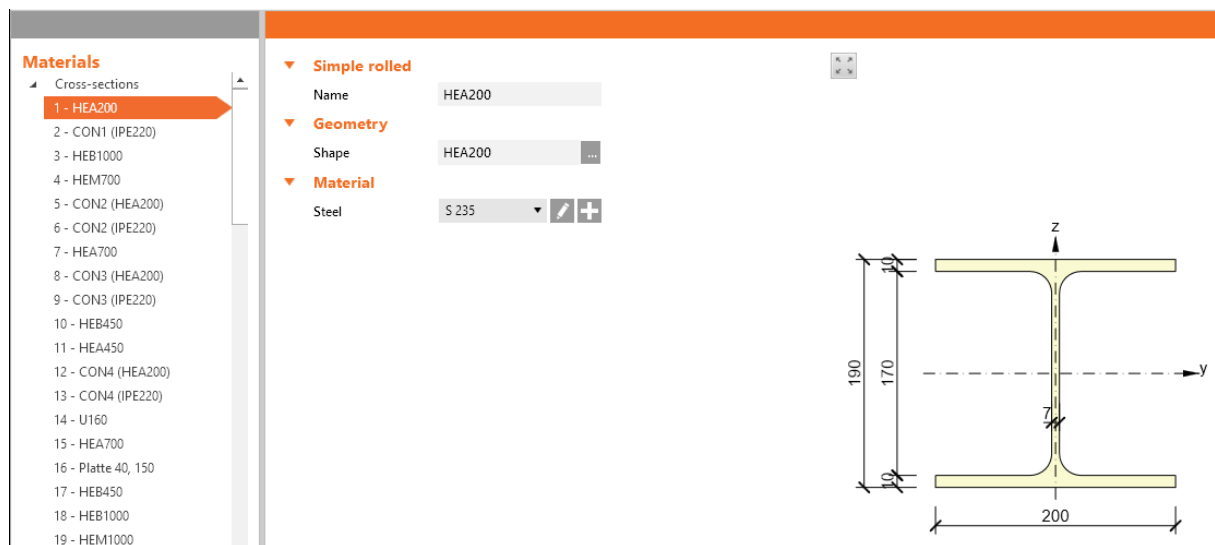 Materials
Cross-sections
1 - HEA200
2 - CON1 (IPE220)
3 - HEB1000
4 - HEM700
5 - CON2 (HEA200)
6 - CON2 (IPE220)
7 - HEA700
8 - CON3 (HEA200)
9 - CON3 (IPE220)
10 - HEB450
11 - HEA450
12 - CON4 (HEA200)
13 - CON4 (IPE220)
14 - U160
15 - HEA700
16 - Platte 40, 150
17 - HEB450
18 - HEB1000
19 - HEM1000
Simple rolled
Name HEA200
Geometry
Shape HEA200 ...
Material
Steel S 235
z
10
190
170
y
7
10
200